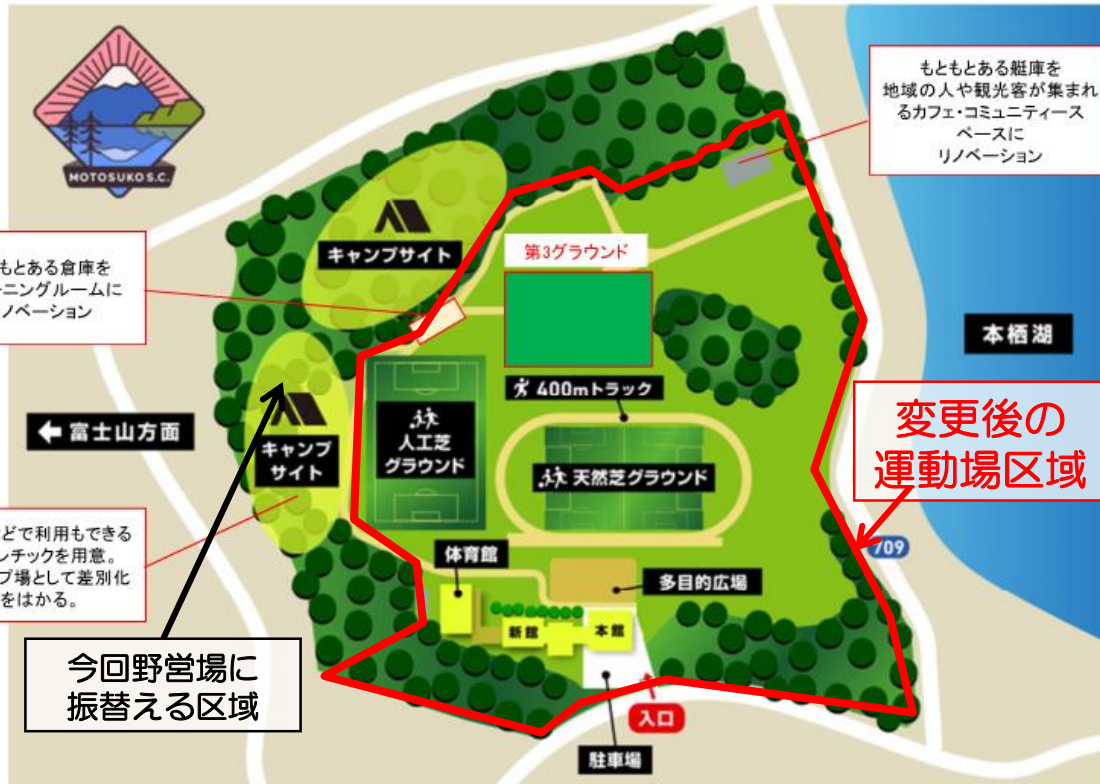 MOTOSUKO S.C.
もともとある艇庫を
地域の人や観光客が集まれ
るカフェ・コミュニティース
ペースに
リノベーション
キャンプサイト
第3グラウンド
もとある倉庫を
ーニングルームに
ノベーション
本栖湖
400mトラック
人工芝
グラウンド
天然芝グラウンド
富士山方面
キャンプ
サイト
変更後の
運動場区域
どで利用もできる
レチックを用意。
プ場として差別化
をはかる。
709
体育館
多目的広場
新館
本館
今回野営場に
振替える区域
入口
駐車場